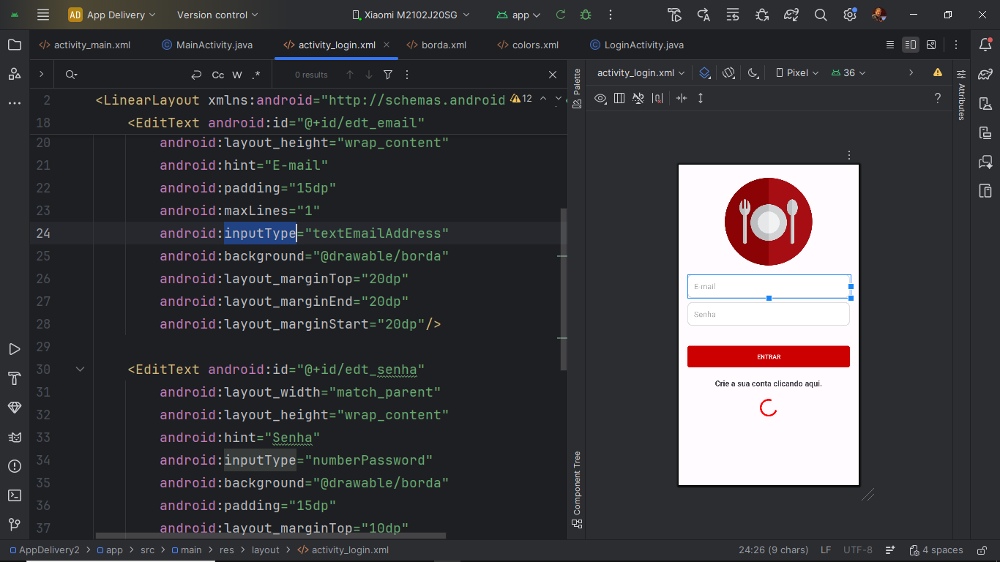 AD App Delivery Version control Xiaomi M2102J20SG app
activity_main.xml MainActivity.java activity_login.xml borda.xml colors.xml LoginActivity.java
Cc W .* 0 results
activity_login.xml Pixel 36
2 <LinearLayout xmlns:android="http://schemas.android 12
18 <EditText android:id="@+id/edt_email"
20 android:layout_height="wrap_content"
21 android:hint="E-mail"
22 android:padding="15dp"
23 android:maxLines="1"
24 android:inputType="textEmailAddress"
25 android:background="@drawable/borda"
26 android:layout_marginTop="20dp"
27 android:layout_marginEnd="20dp"
28 android:layout_marginStart="20dp"/>
29
30 <EditText android:id="@+id/edt_senha"
31 android:layout_width="match_parent"
32 android:layout_height="wrap_content"
33 android:hint="Senha"
34 android:inputType="numberPassword"
35 android:background="@drawable/borda"
36 android:padding="15dp"
37 android:layout_marginTop="10dp"
Palette
Component Tree
?
E-mail
Senha
ENTRAR
Crie a sua conta clicando aqui.
Attributes
AppDelivery2 > app > src > main > res > layout > activity_login.xml
24:26 (9 chars) LF UTF-8 4 spaces